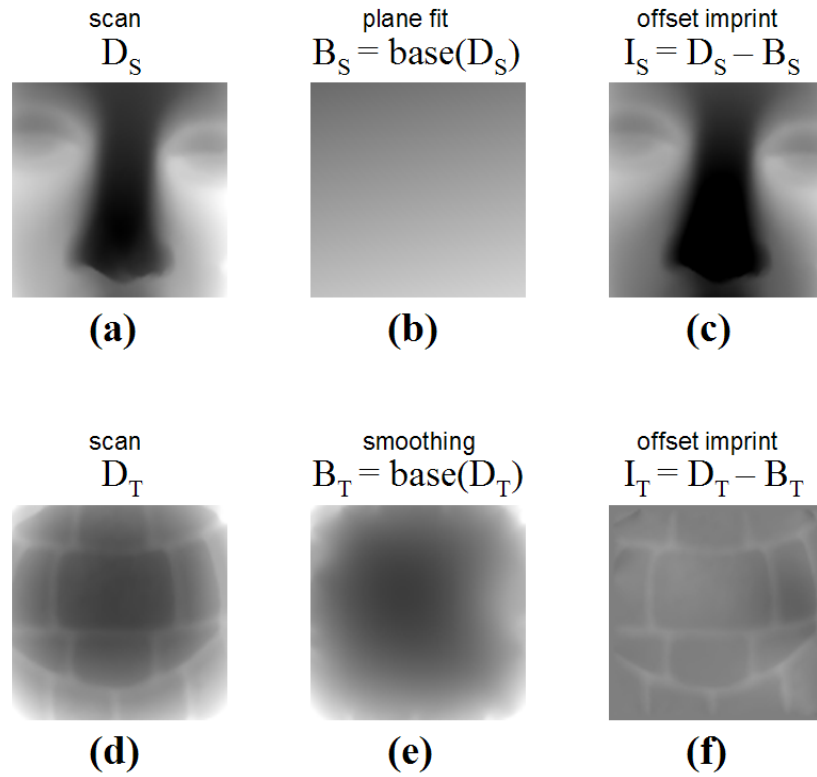 scan plane fit offset imprint
D_S B_S = base(D_S) I_S = D_S – B_S
(a) (b) (c)
scan smoothing offset imprint
D_T B_T = base(D_T) I_T = D_T – B_T
(d) (e) (f)